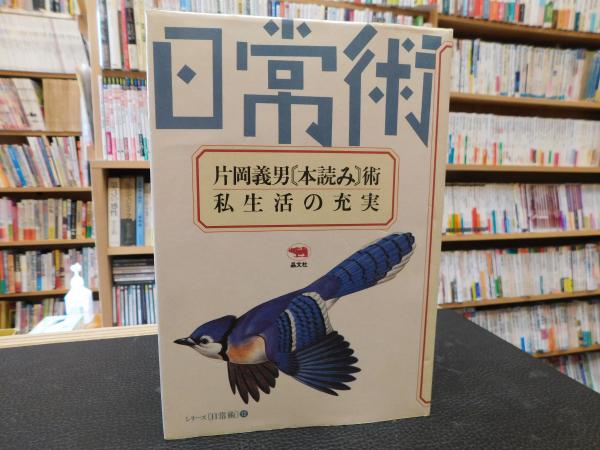 日常術
片岡義男〔本読み〕術
私生活の充実
晶文社
シリーズ〔日常術〕